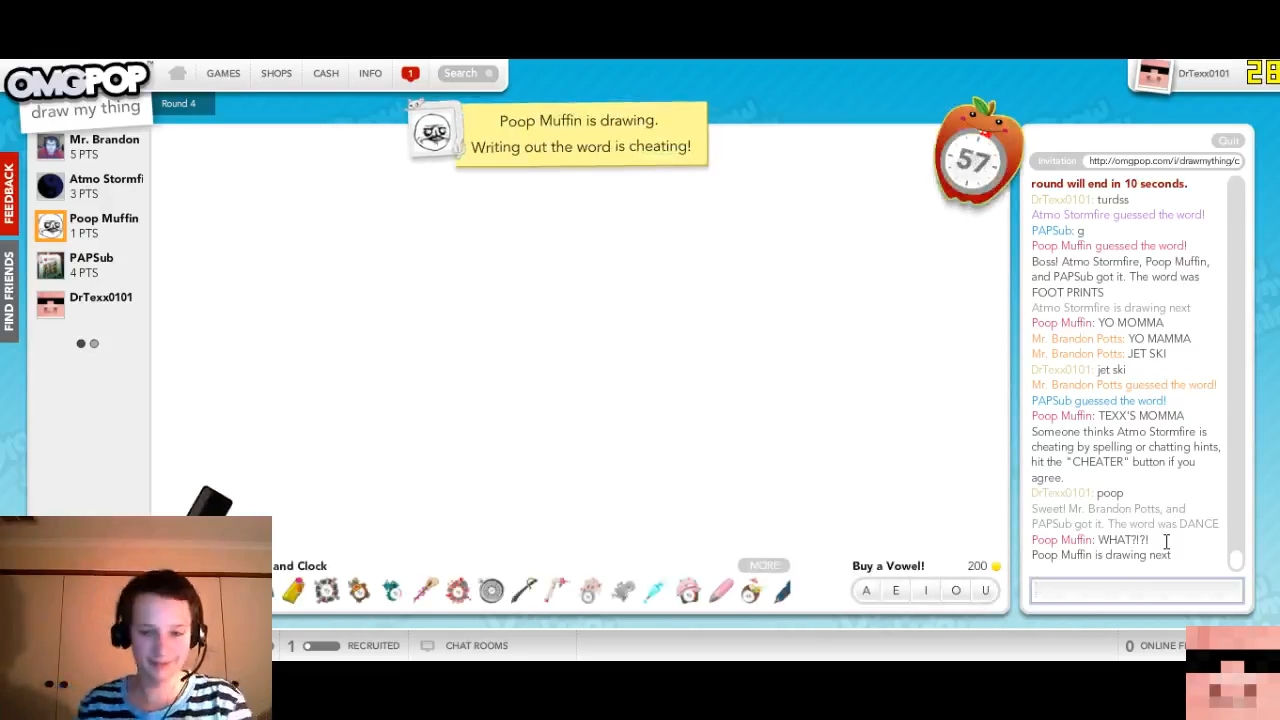 OMGPOP
draw my thing
GAMES
SHOPS
CASH
INFO
1
Search
DrTexx0101
28
Round 4
FEEDBACK
FIND FRIENDS
Mr. Brandon
5 PTS
Atmo Stormfi
3 PTS
Poop Muffin
1 PTS
PAPSub
4 PTS
DrTexx0101
Poop Muffin is drawing.
Writing out the word is cheating!
57
Quit
Invitation http://omgpop.com/i/drawmything/c
round will end in 10 seconds.
DrTexx0101: turdss
Atmo Stormfire guessed the word!
PAPSub: g
Poop Muffin guessed the word!
Boss! Atmo Stormfire, Poop Muffin,
and PAPSub got it. The word was
FOOT PRINTS
Atmo Stormfire is drawing next
Poop Muffin: YO MOMMA
Mr. Brandon Potts: YO MAMMA
Mr. Brandon Potts: JET SKI
DrTexx0101: jet ski
Mr. Brandon Potts guessed the word!
PAPSub guessed the word!
Poop Muffin: TEXX'S MOMMA
Someone thinks Atmo Stormfire is
cheating by spelling or chatting hints,
hit the "CHEATER" button if you
agree.
DrTexx0101: poop
Sweet! Mr. Brandon Potts, and
PAPSub got it. The word was DANCE
Poop Muffin: WHAT?!?!
Poop Muffin is drawing next
and Clock
MORE
Buy a Vowel!
200
A E I O U
1
RECRUITED
CHAT ROOMS
0 ONLINE F